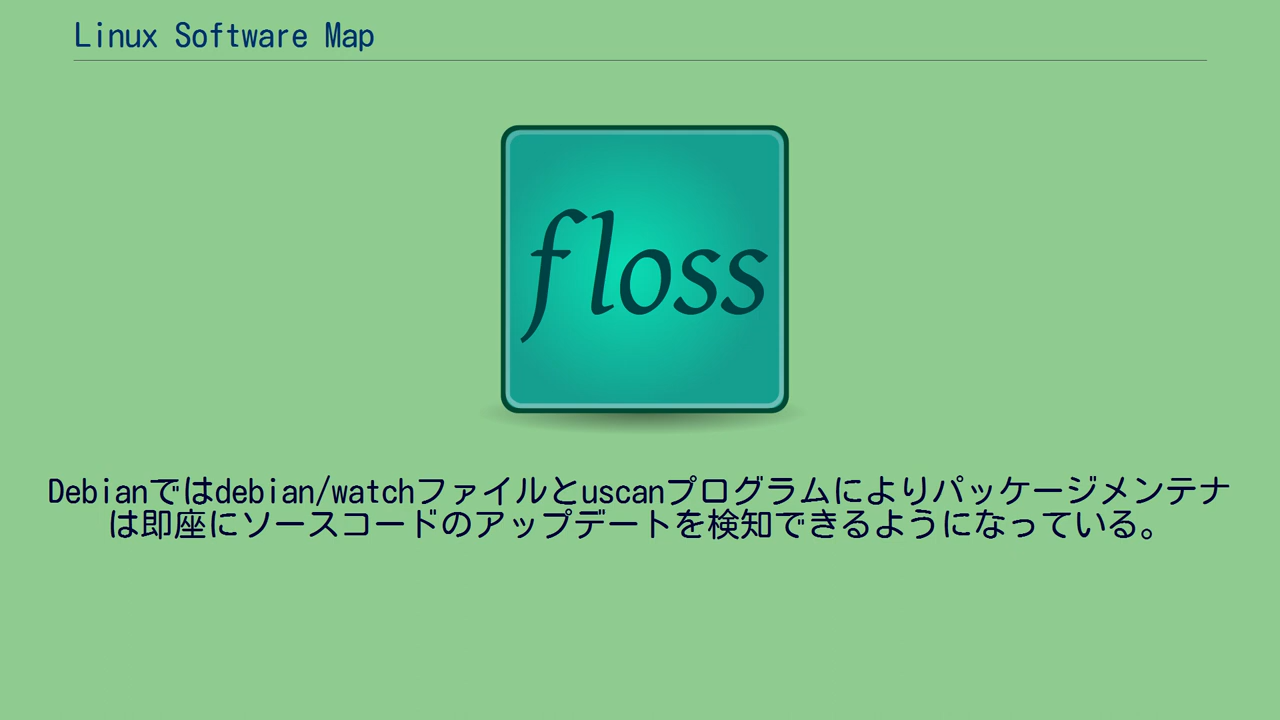 Linux Software Map
floss
Debianではdebian/watchファイルとuscanプログラムによりパッケージメンテナ
は即座にソースコードのアップデートを検知できるようになっている。